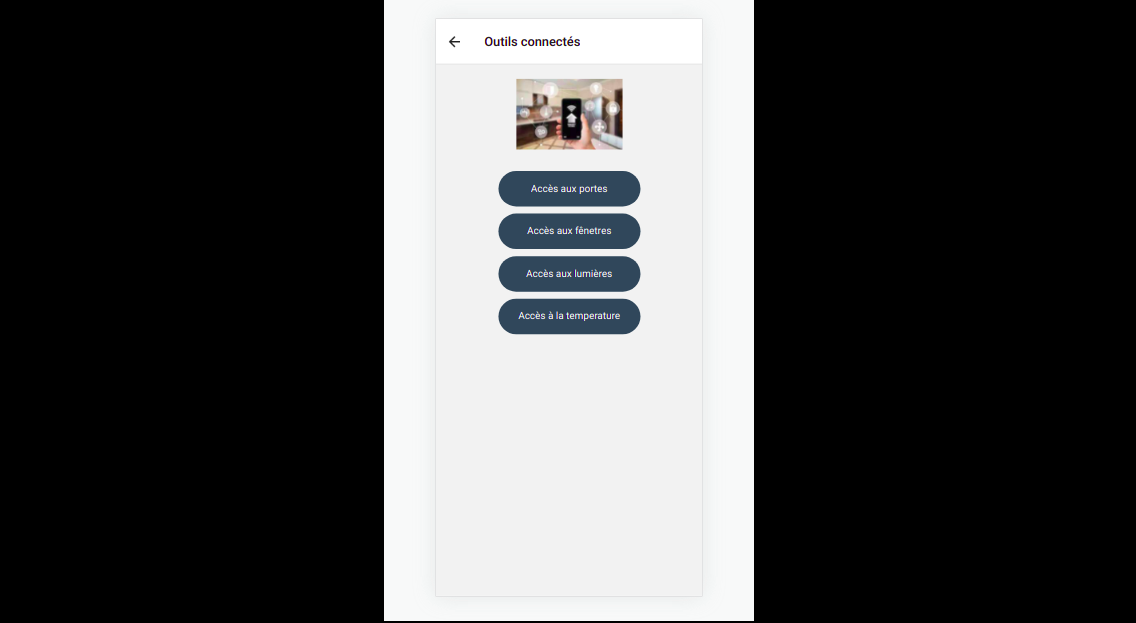 Outils connectés
Accès aux portes
Accès aux fênetres
Accès aux lumières
Accès à la temperature